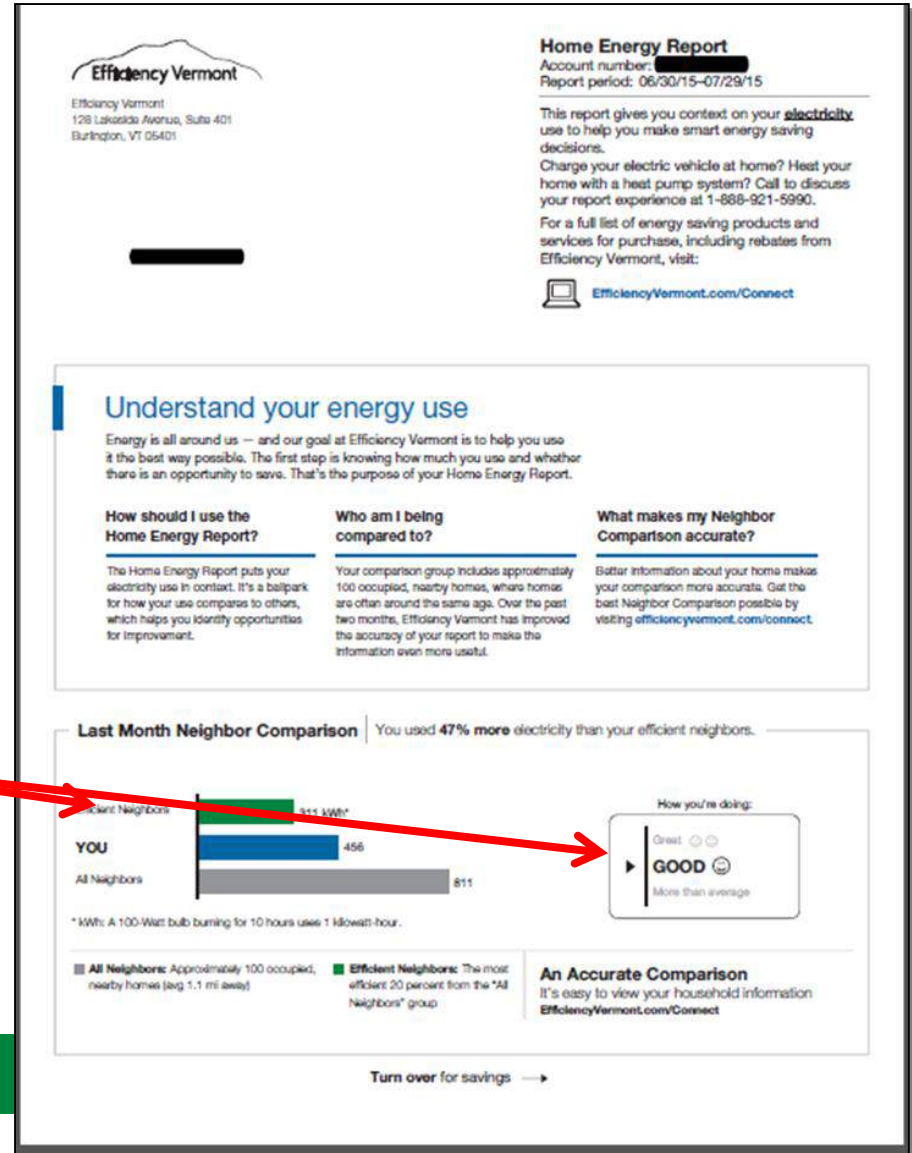 Efficiency Vermont
Efficiency Vermont
128 Lakeside Avenue, Suite 401
Burlington, VT 05401
Home Energy Report
Account number:
Report period: 06/30/15–07/29/15
This report gives you context on your electricity
use to help you make smart energy saving
decisions.
Charge your electric vehicle at home? Heat your
home with a heat pump system? Call to discuss
your report experience at 1-888-921-5990.
For a full list of energy saving products and
services for purchase, including rebates from
Efficiency Vermont, visit:
EfficiencyVermont.com/Connect
Understand your energy use
Energy is all around us — and our goal at Efficiency Vermont is to help you use
it the best way possible. The first step is knowing how much you use and whether
there is an opportunity to save. That's the purpose of your Home Energy Report.
How should I use the
Home Energy Report?
The Home Energy Report puts your
electricity use in context. It's a ballpark
for how your use compares to others,
which helps you identify opportunities
for improvement.
Who am I being
compared to?
Your comparison group includes approximately
100 occupied, nearby homes, where homes
are often around the same age. Over the past
two months, Efficiency Vermont has improved
the accuracy of your report to make the
information even more useful.
What makes my Neighbor
Comparison accurate?
Better information about your home makes
your comparison more accurate. Get the
best Neighbor Comparison possible by
visiting efficiencyvermont.com/connect.
Last Month Neighbor Comparison You used 47% more electricity than your efficient neighbors.
Efficient Neighbors 311 kWh*
YOU 456
All Neighbors 811
* kWh: A 100-Watt bulb burning for 10 hours uses 1 kilowatt-hour.
How you're doing:
Great
GOOD
More than average
All Neighbors: Approximately 100 occupied,
nearby homes (avg 1.1 mi away)
Efficient Neighbors: The most
efficient 20 percent from the "All
Neighbors" group
An Accurate Comparison
It's easy to view your household information
EfficiencyVermont.com/Connect
Turn over for savings →